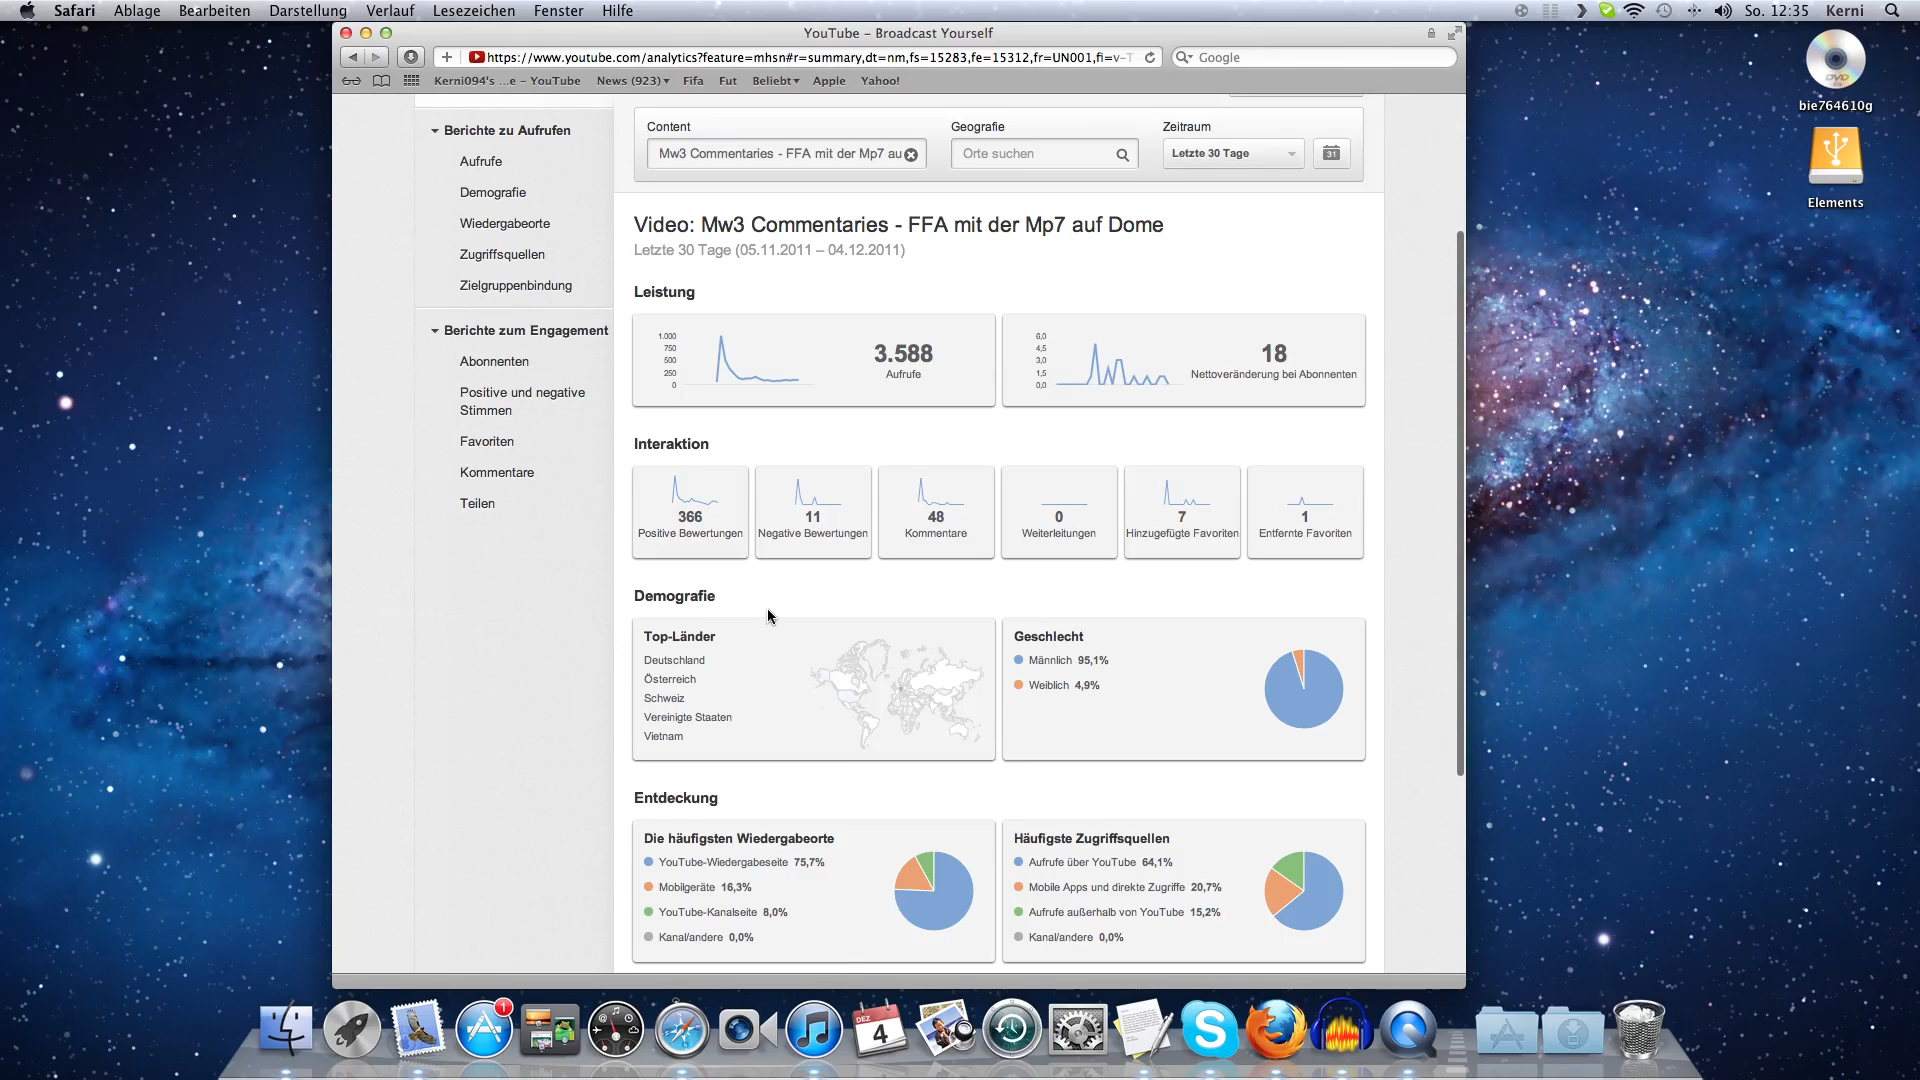 Safari Ablage Bearbeiten Darstellung Verlauf Lesezeichen Fenster Hilfe So. 12:35 Kerni
YouTube – Broadcast Yourself
https://www.youtube.com/analytics?feature=mhsn#r=summary,dt=nm,fs=15283,fe=15312,fr=UN001,fi=v-T
Google
Kerni094's ...e – YouTube News (923) Fifa Fut Beliebt Apple Yahoo!
bie764610g
Elements
Berichte zu Aufrufen
Aufrufe
Demografie
Wiedergabeorte
Zugriffsquellen
Zielgruppenbindung
Berichte zum Engagement
Abonnenten
Positive und negative
Stimmen
Favoriten
Kommentare
Teilen
Content Geografie Zeitraum
Mw3 Commentaries - FFA mit der Mp7 au Orte suchen Letzte 30 Tage 31
Video: Mw3 Commentaries - FFA mit der Mp7 auf Dome
Letzte 30 Tage (05.11.2011 – 04.12.2011)
Leistung
1.000
750
500
250
0
3.588
Aufrufe
6,0
4,5
3,0
1,5
0,0
18
Nettoveränderung bei Abonnenten
Interaktion
366
Positive Bewertungen
11
Negative Bewertungen
48
Kommentare
0
Weiterleitungen
7
Hinzugefügte Favoriten
1
Entfernte Favoriten
Demografie
Top-Länder
Deutschland
Österreich
Schweiz
Vereinigte Staaten
Vietnam
Geschlecht
Männlich 95,1%
Weiblich 4,9%
Entdeckung
Die häufigsten Wiedergabeorte
YouTube-Wiedergabeseite 75,7%
Mobilgeräte 16,3%
YouTube-Kanalseite 8,0%
Kanal/andere 0,0%
Häufigste Zugriffsquellen
Aufrufe über YouTube 64,1%
Mobile Apps und direkte Zugriffe 20,7%
Aufrufe außerhalb von YouTube 15,2%
Kanal/andere 0,0%
1
DEZ
4